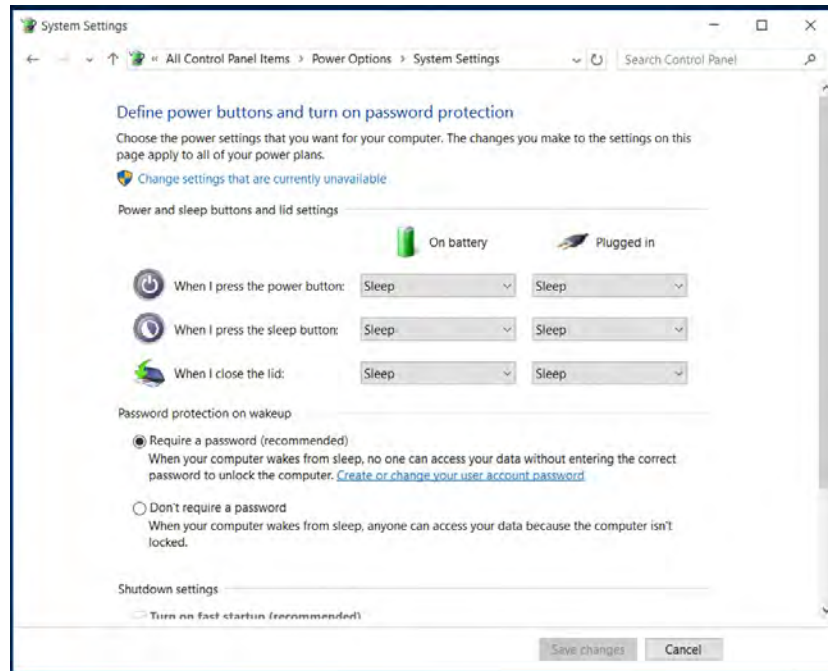 System Settings
« All Control Panel Items > Power Options > System Settings
Search Control Panel
Define power buttons and turn on password protection
Choose the power settings that you want for your computer. The changes you make to the settings on this
page apply to all of your power plans.
Change settings that are currently unavailable
Power and sleep buttons and lid settings
On battery Plugged in
When I press the power button: Sleep Sleep
When I press the sleep button: Sleep Sleep
When I close the lid: Sleep Sleep
Password protection on wakeup
Require a password (recommended)
When your computer wakes from sleep, no one can access your data without entering the correct
password to unlock the computer. Create or change your user account password
Don't require a password
When your computer wakes from sleep, anyone can access your data because the computer isn't
locked.
Shutdown settings
Turn on fast startup (recommended)
Save changes Cancel